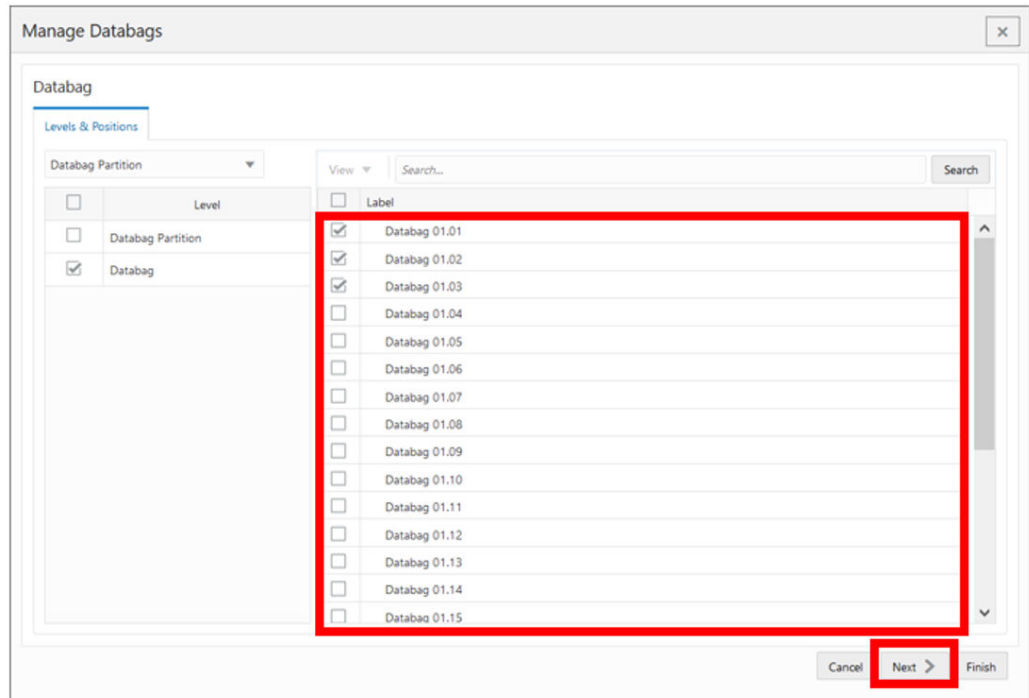 Manage Databags
Databag
Levels & Positions
Databag Partition
View
Search...
Search
Level
Label
Databag Partition
Databag
Databag 01.01
Databag 01.02
Databag 01.03
Databag 01.04
Databag 01.05
Databag 01.06
Databag 01.07
Databag 01.08
Databag 01.09
Databag 01.10
Databag 01.11
Databag 01.12
Databag 01.13
Databag 01.14
Databag 01.15
Cancel
Next
Finish